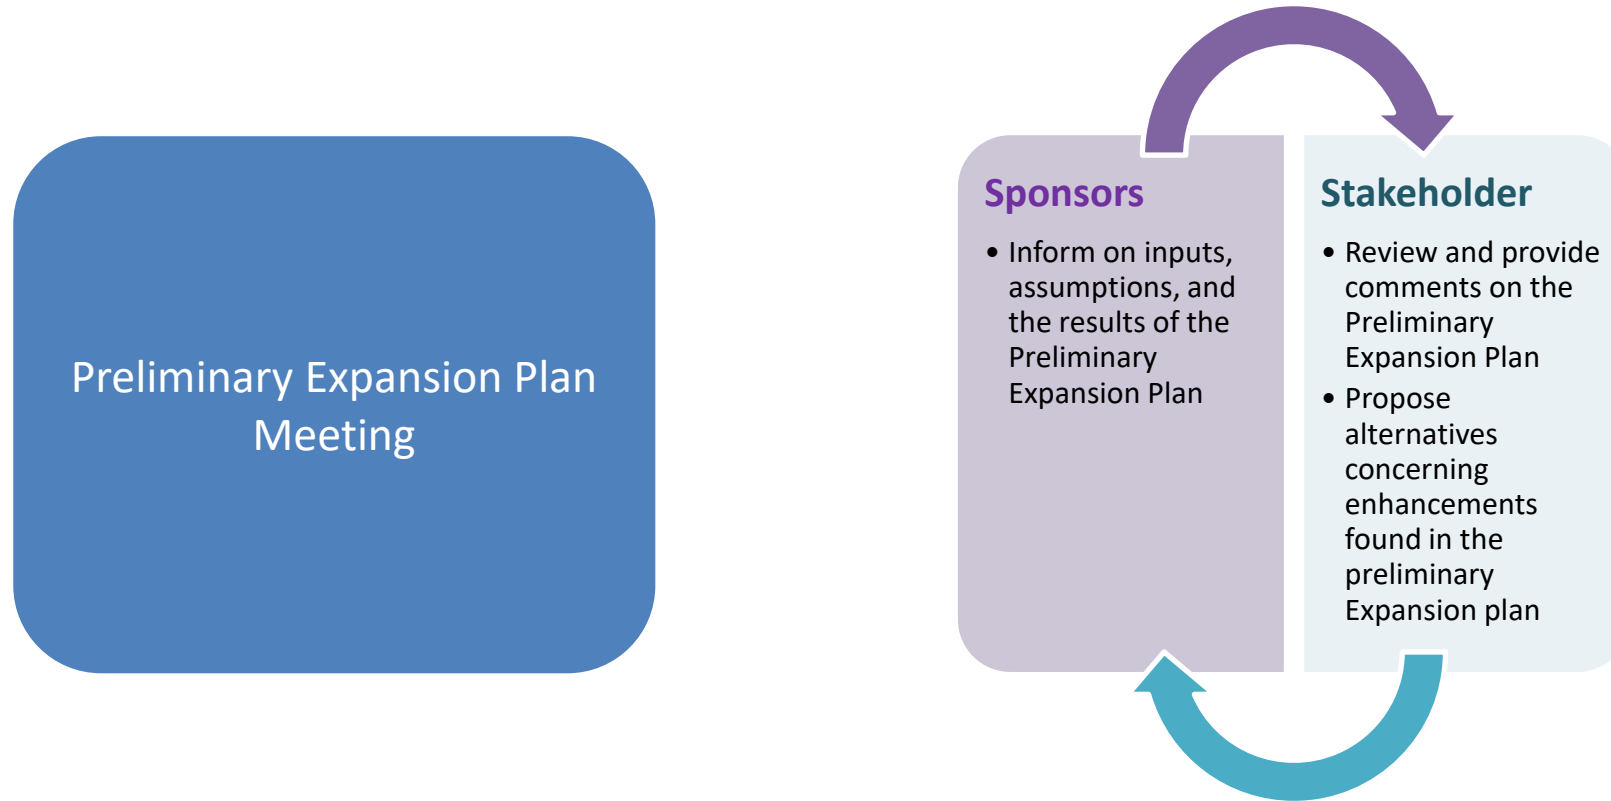 Preliminary Expansion Plan
Meeting
Sponsors
• Inform on inputs,
assumptions, and
the results of the
Preliminary
Expansion Plan
Stakeholder
• Review and provide
comments on the
Preliminary
Expansion Plan
• Propose
alternatives
concerning
enhancements
found in the
preliminary
Expansion plan